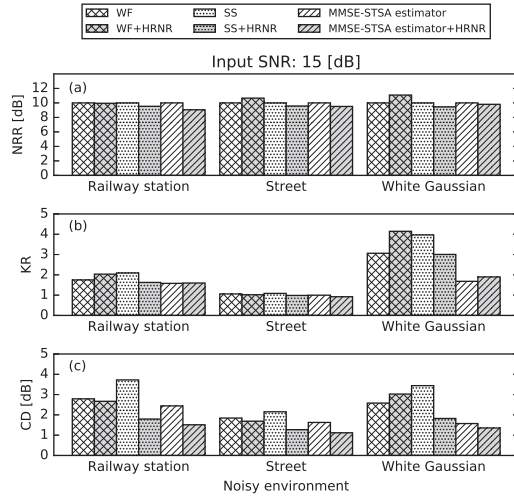 WF SS MMSE-STSA estimator
WF+HRNR SS+HRNR MMSE-STSA estimator+HRNR
Input SNR: 15 [dB]
(a)
NRR [dB]
12
10
8
6
4
2
0
Railway station Street White Gaussian
(b)
KR
5
4
3
2
1
0
Railway station Street White Gaussian
(c)
CD [dB]
5
4
3
2
1
0
Railway station Street White Gaussian
Noisy environment